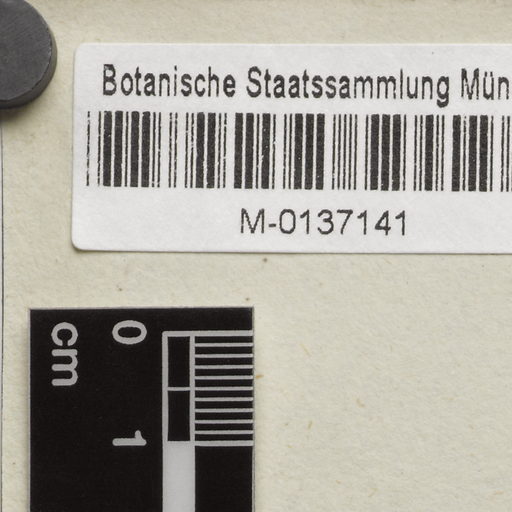 Botanische Staatssammlung Mün
M-0137141
cm
0
1